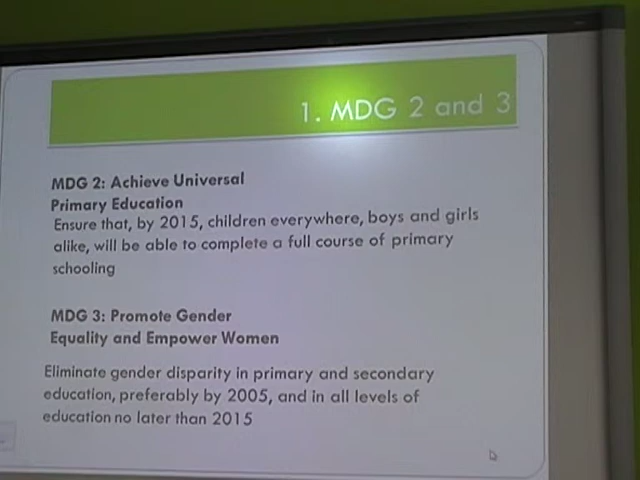 1. MDG 2 and 3
MDG 2: Achieve Universal
Primary Education
Ensure that, by 2015, children everywhere, boys and girls
alike, will be able to complete a full course of primary
schooling
MDG 3: Promote Gender
Equality and Empower Women
Eliminate gender disparity in primary and secondary
education, preferably by 2005, and in all levels of
education no later than 2015